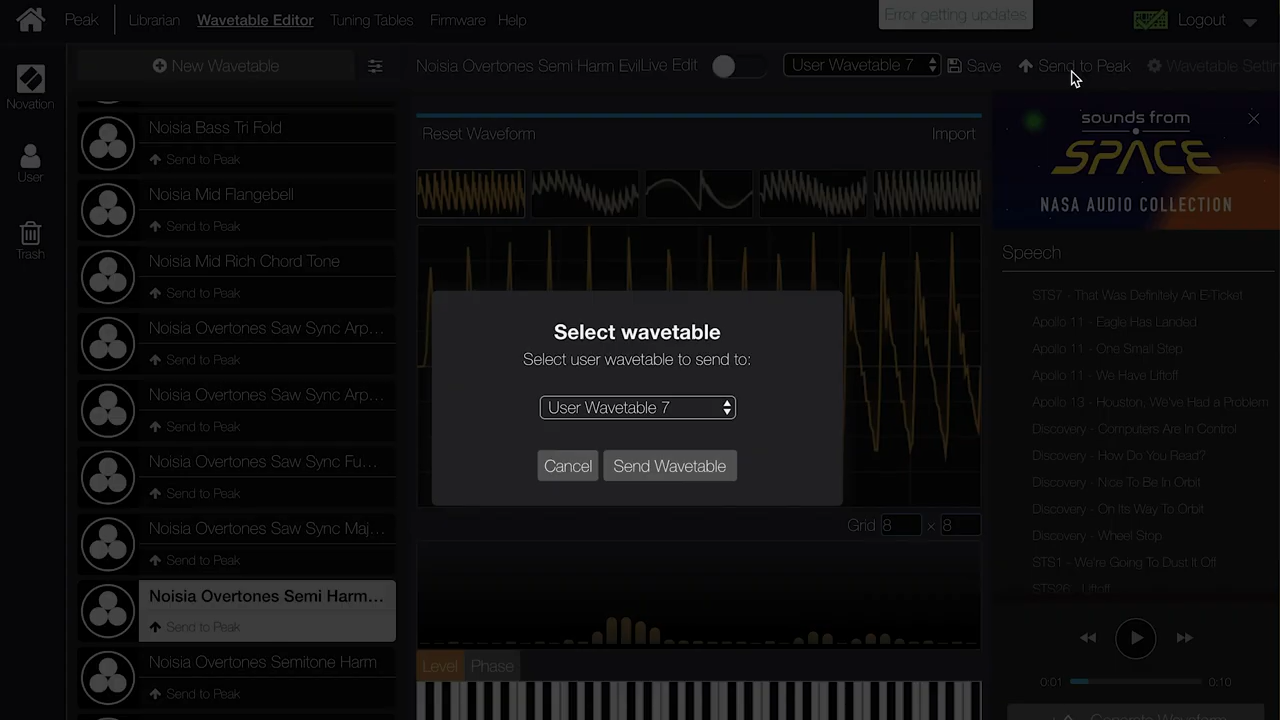 Peak
Librarian
Wavetable Editor
Tuning Tables
Firmware
Help
Error getting updates
Logout
New Wavetable
Noisia Overtones Semi Harm Evil
Live Edit
User Wavetable 7
Save
Send to Peak
Wavetable Settin
Novation
User
Trash
Noisia Bass Tri Fold
Send to Peak
Noisia Mid Flangebell
Send to Peak
Noisia Mid Rich Chord Tone
Send to Peak
Noisia Overtones Saw Sync Arp...
Send to Peak
Noisia Overtones Saw Sync Arp...
Send to Peak
Noisia Overtones Saw Sync Fu...
Send to Peak
Noisia Overtones Saw Sync Maj...
Send to Peak
Noisia Overtones Semi Harm...
Send to Peak
Noisia Overtones Semitone Harm
Send to Peak
Reset Waveform
Import
Select wavetable
Select user wavetable to send to:
User Wavetable 7
Cancel
Send Wavetable
Grid 8 × 8
Level
Phase
sounds from
SPACE
NASA AUDIO COLLECTION
Speech
STS7 - That Was Definitely An E-Ticket
Apollo 11 - Eagle Has Landed
Apollo 11 - One Small Step
Apollo 11 - We Have Liftoff
Apollo 13 - Houston, We've Had a Problem
Discovery - Computers Are In Control
Discovery - How Do You Read?
Discovery - Nice To Be In Orbit
Discovery - On Its Way To Orbit
Discovery - Wheel Stop
STS1 - We're Going To Dust It Off
STS26 - Liftoff
0:01
0:10
Generate Waveform